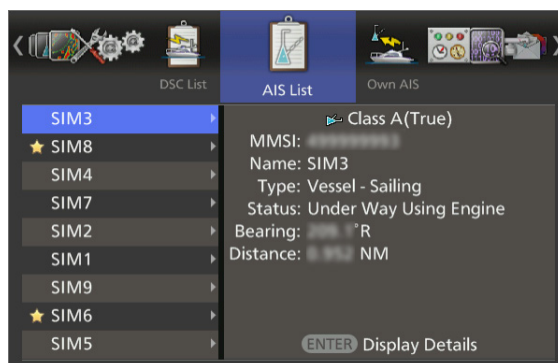 DSC List
AIS List
Own AIS
SIM3
SIM8
SIM4
SIM7
SIM2
SIM1
SIM9
SIM6
SIM5
Class A(True)
MMSI:
Name: SIM3
Type: Vessel - Sailing
Status: Under Way Using Engine
Bearing: °R
Distance: NM
ENTER Display Details